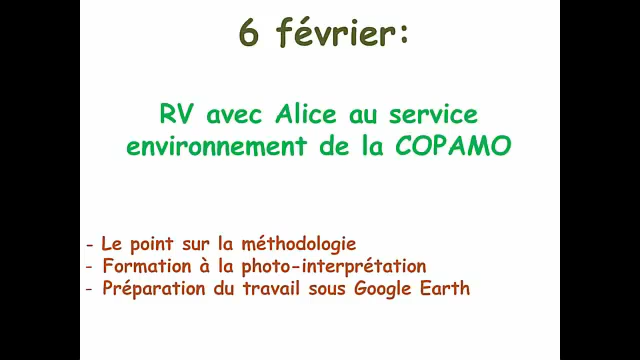 6 février:
RV avec Alice au service
environnement de la COPAMO
- Le point sur la méthodologie
- Formation à la photo-interprétation
- Préparation du travail sous Google Earth